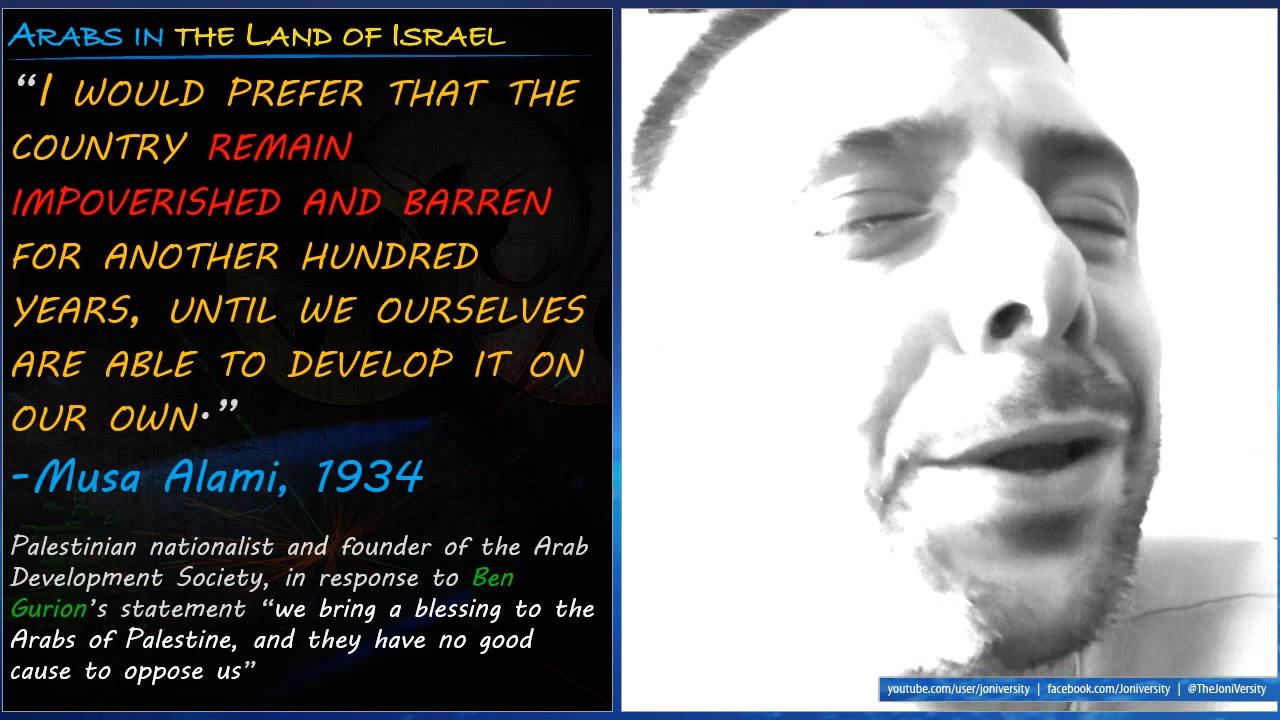 Arabs in the Land of Israel
“I would prefer that the
country remain
impoverished and barren
for another hundred
years, until we ourselves
are able to develop it on
our own.”
-Musa Alami, 1934
Palestinian nationalist and founder of the Arab
Development Society, in response to Ben
Gurion’s statement “we bring a blessing to the
Arabs of Palestine, and they have no good
cause to oppose us”
youtube.com/user/joniversity | facebook.com/Joniversity | @TheJoniVersity